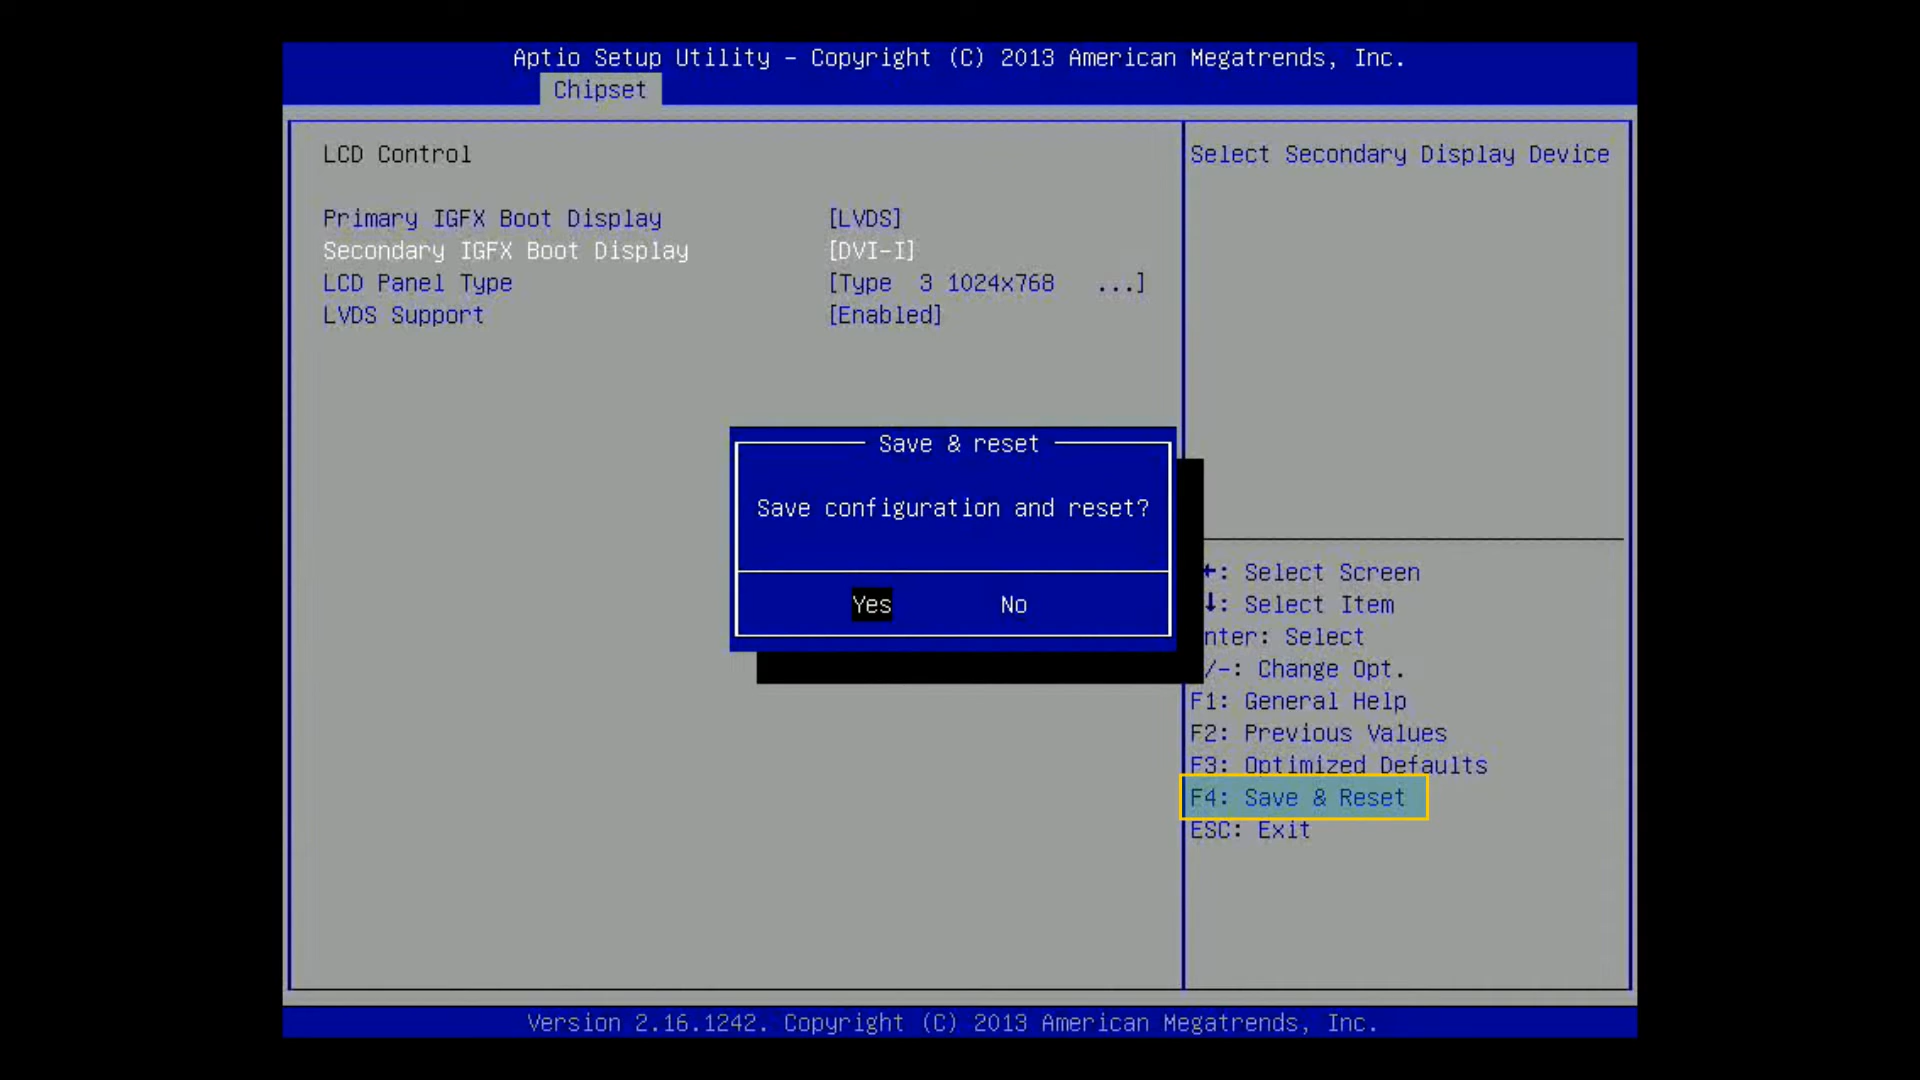 Aptio Setup Utility – Copyright (C) 2013 American Megatrends, Inc.
Chipset
LCD Control
Primary IGFX Boot Display [LVDS]
Secondary IGFX Boot Display [DVI-I]
LCD Panel Type [Type 3 1024x768 ...]
LVDS Support [Enabled]
Select Secondary Display Device
Save & reset
Save configuration and reset?
Yes No
←: Select Screen
↓: Select Item
nter: Select
/-: Change Opt.
F1: General Help
F2: Previous Values
F3: Optimized Defaults
F4: Save & Reset
ESC: Exit
Version 2.16.1242. Copyright (C) 2013 American Megatrends, Inc.